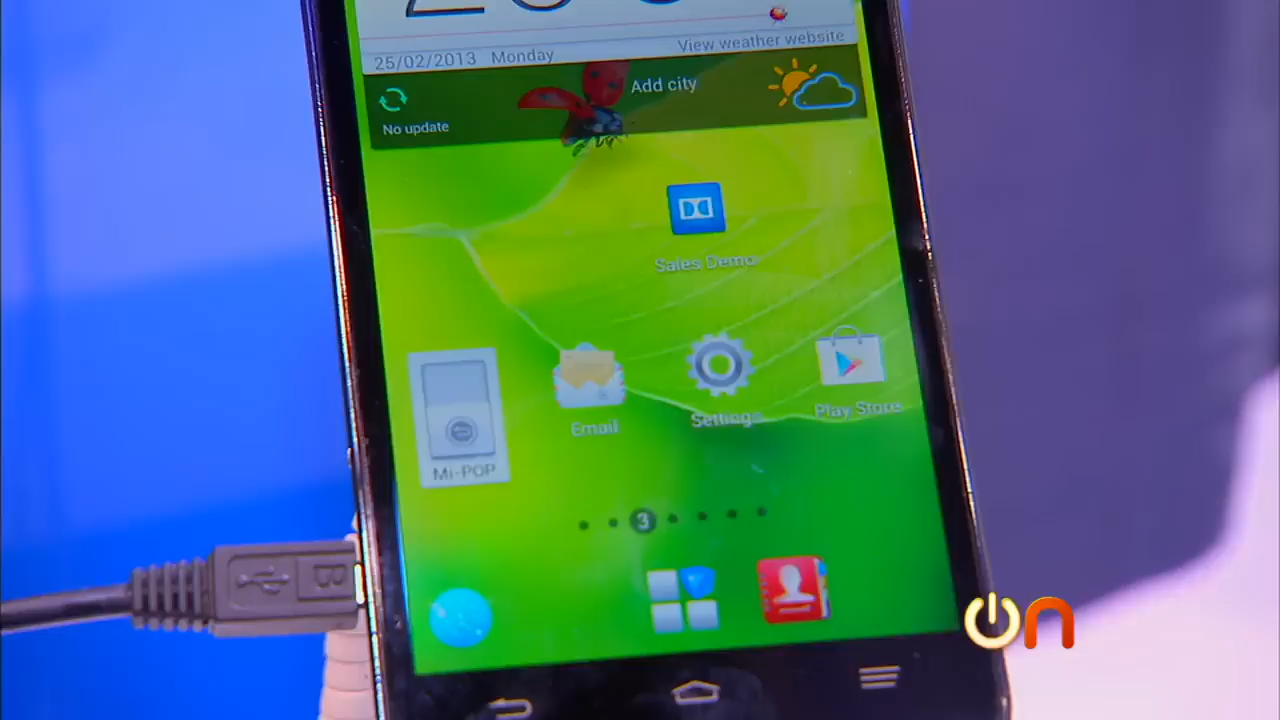 25/02/2013 Monday
View weather website
Add city
No update
Sales Demo
Mi-POP
Email
Settings
Play Store
3
B
on